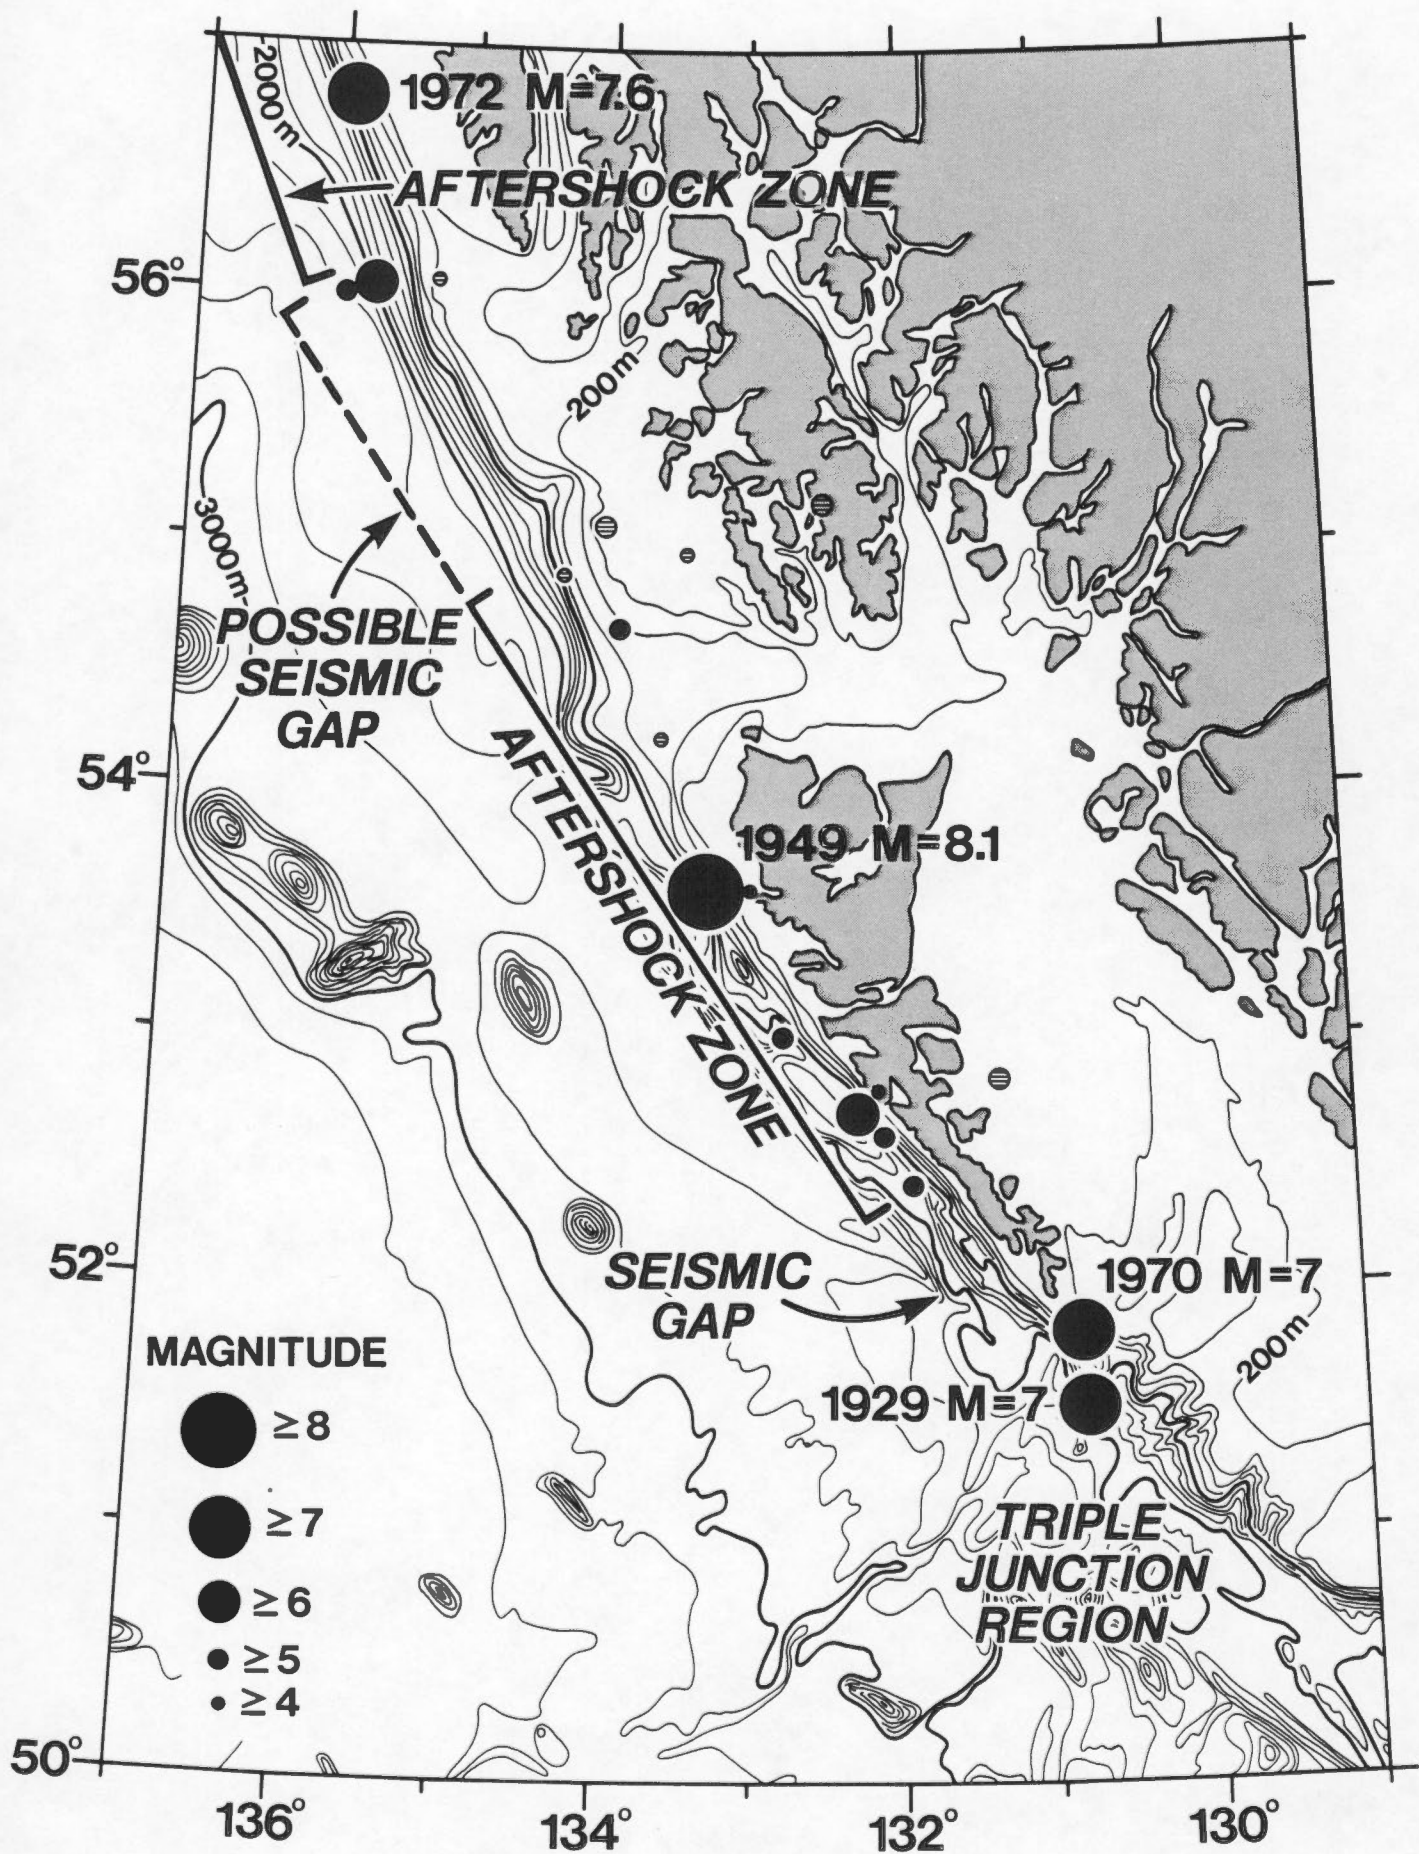 2000 m
1972 M=7.6
AFTERSHOCK ZONE
56°
200 m
3000 m
POSSIBLE
SEISMIC
GAP
54°
AFTERSHOCK ZONE
1949 M=8.1
52°
SEISMIC
GAP
1970 M=7
200 m
1929 M=7
MAGNITUDE
≥8
≥7
≥6
≥5
≥4
TRIPLE
JUNCTION
REGION
50°
136°
134°
132°
130°